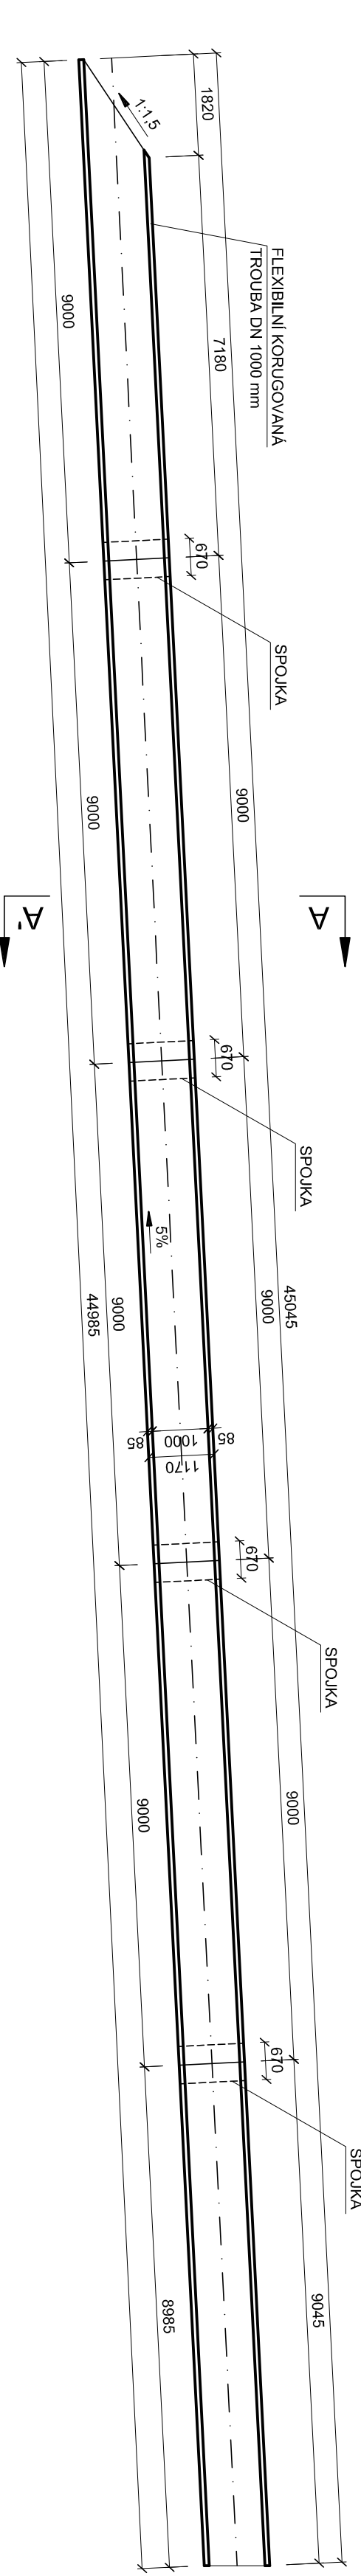 1820
1:1,5
FLEXIBILNÍ KORUGOVANÁ
TROUBA DN 1000 mm
7180
9000
670
SPOJKA
9000
9000
A
A'
670
SPOJKA
5%
45045
9000
9000
44985
85
1000
85
1170
670
SPOJKA
9000
9000
670
SPOJKA
9045
8985